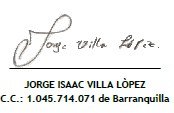 Jorge Villa López.
JORGE ISAAC VILLA LÒPEZ
C.C.: 1.045.714.071 de Barranquilla